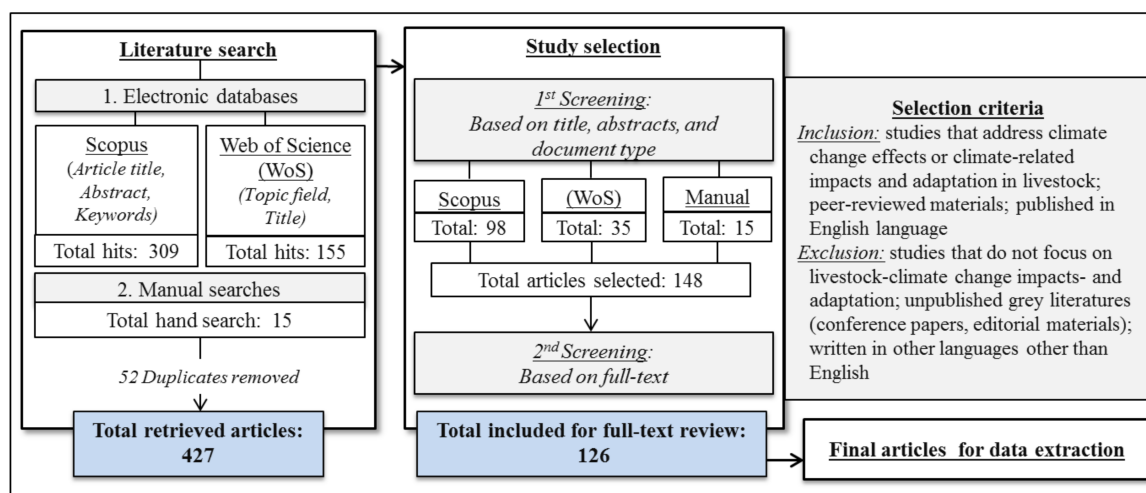 Literature search
1. Electronic databases
Scopus
(Article title,
Abstract,
Keywords)
Total hits: 309
Web of Science
(WoS)
(Topic field,
Title)
Total hits: 155
2. Manual searches
Total hand search: 15
52 Duplicates removed
Total retrieved articles:
427
Study selection
1st Screening:
Based on title, abstracts, and
document type
Scopus
Total: 98
(WoS)
Total: 35
Manual
Total: 15
Total articles selected: 148
2nd Screening:
Based on full-text
Total included for full-text review:
126
Selection criteria
Inclusion: studies that address climate
change effects or climate-related
impacts and adaptation in livestock;
peer-reviewed materials; published in
English language
Exclusion: studies that do not focus on
livestock-climate change impacts- and
adaptation; unpublished grey literatures
(conference papers, editorial materials);
written in other languages other than
English
Final articles for data extraction